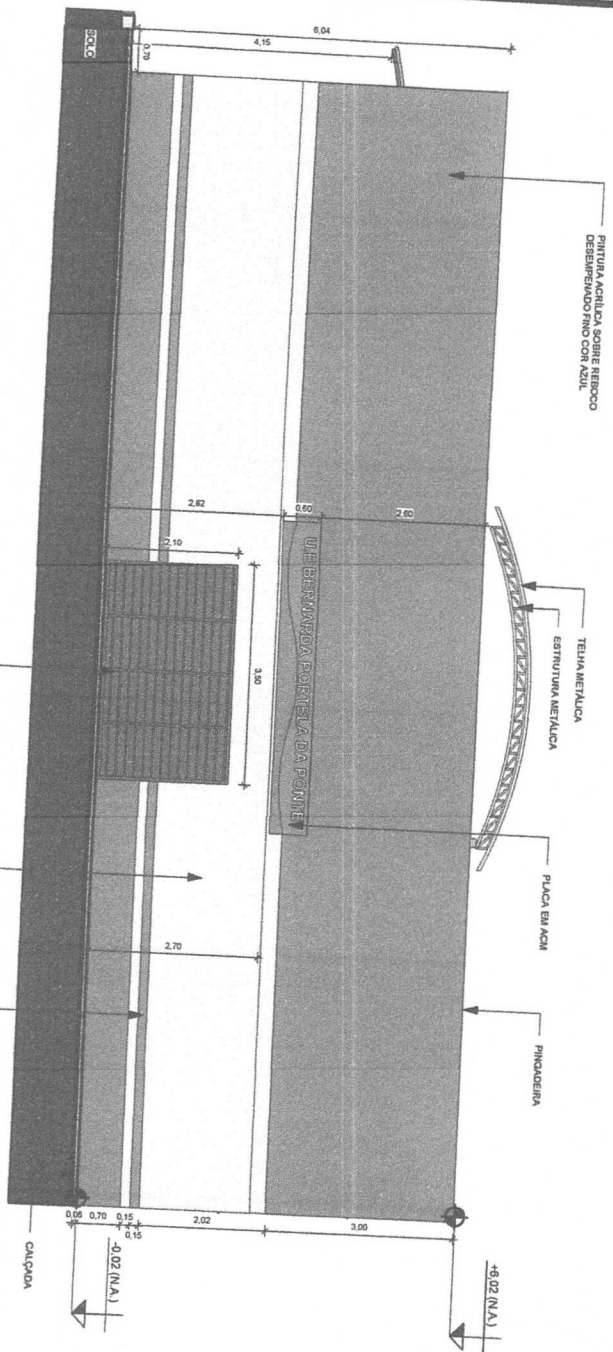 PINTURA ACRÍLICA SOBRE REBOCO
DESEMPENADO FINO COR AZUL
TELHA METÁLICA
ESTRUTURA METÁLICA
PLACA EM ACM
PINGADEIRA
+6,02 (N.A.)
6,04
4,15
0,70
SOLO
2,82
0,60
2,60
2,10
3,50
U.E BERNARDA PORTELA DA PONTE
2,70
0,06
0,70
0,15
0,15
2,02
3,00
-0,02 (N.A.)
CALÇADA